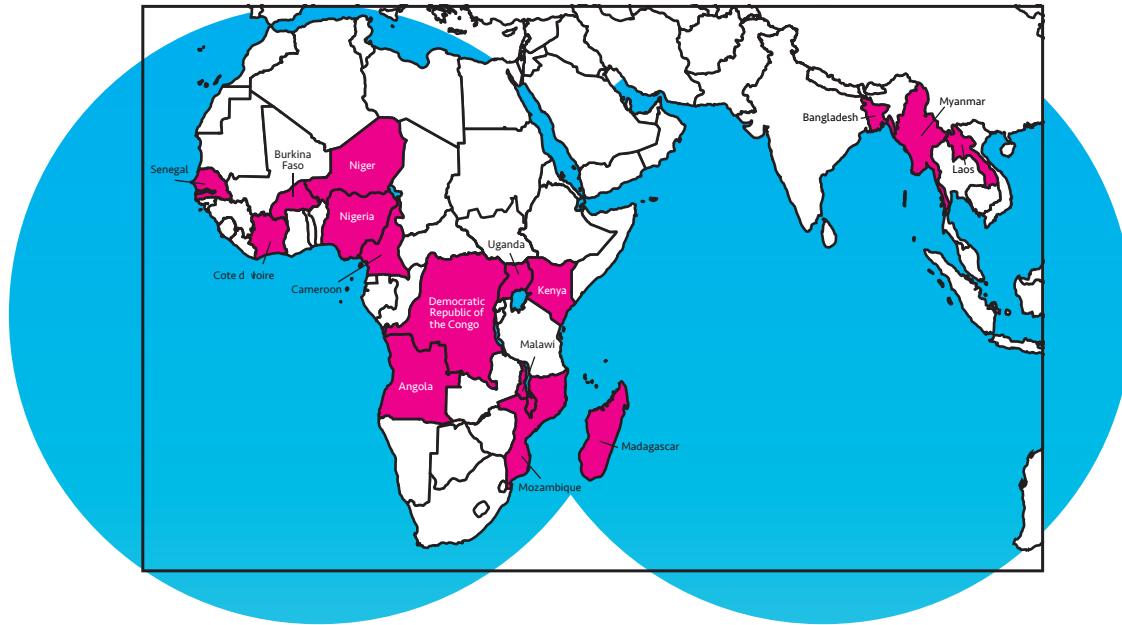 Myanmar
Bangladesh
Burkina
Faso
Senegal
Niger
Laos
Nigeria
Uganda
Cote d
Cameroon
Kenya
Democratic
Republic of
the Congo
Malawi
Angola
Madagascar
Mozambique